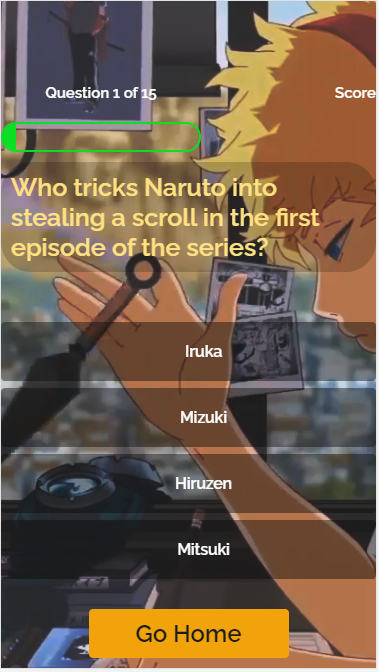 Question 1 of 15
Score
Who tricks Naruto into
stealing a scroll in the first
episode of the series?
Iruka
Mizuki
Hiruzen
Mitsuki
Go Home